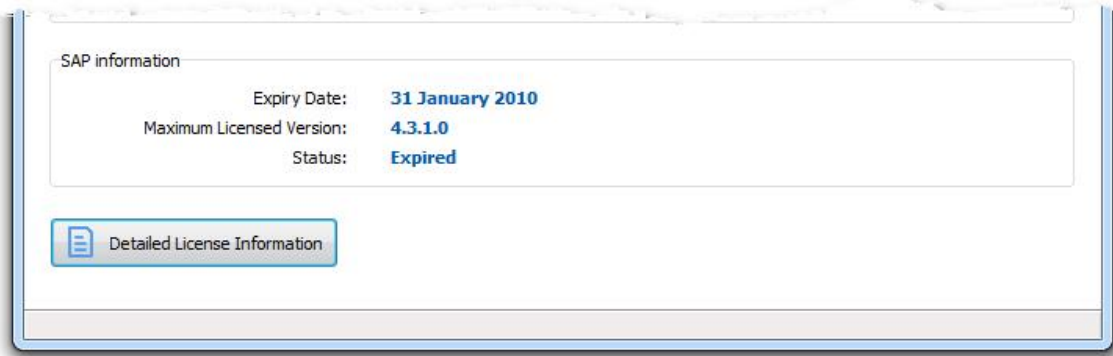 SAP information
Expiry Date: 31 January 2010
Maximum Licensed Version: 4.3.1.0
Status: Expired
Detailed License Information